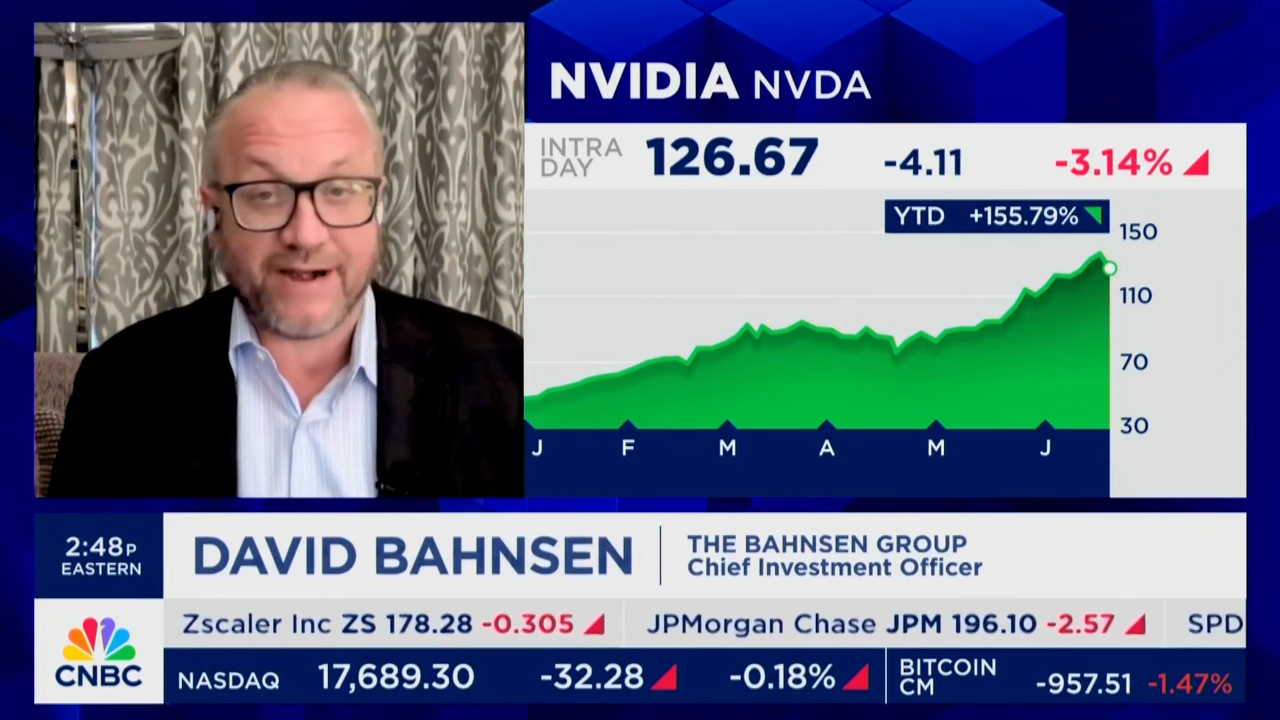 NVIDIA NVDA
INTRA DAY 126.67 -4.11 -3.14%
YTD +155.79%
150
110
70
30
J F M A M J
2:48P EASTERN
DAVID BAHNSEN
THE BAHNSEN GROUP
Chief Investment Officer
Zscaler Inc ZS 178.28 -0.305 JPMorgan Chase JPM 196.10 -2.57 SPD
CNBC
NASDAQ 17,689.30 -32.28 -0.18% BITCOIN CM -957.51 -1.47%